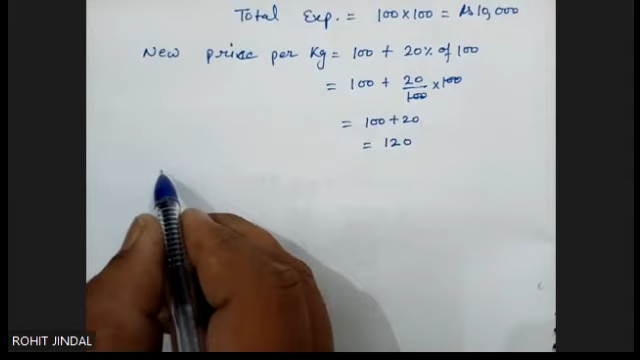 Total Exp. = 100×100 = Rs 10,000
New price per Kg = 100 + 20% of 100
= 100 + 20/100 × 100
= 100 + 20
= 120
ROHIT JINDAL